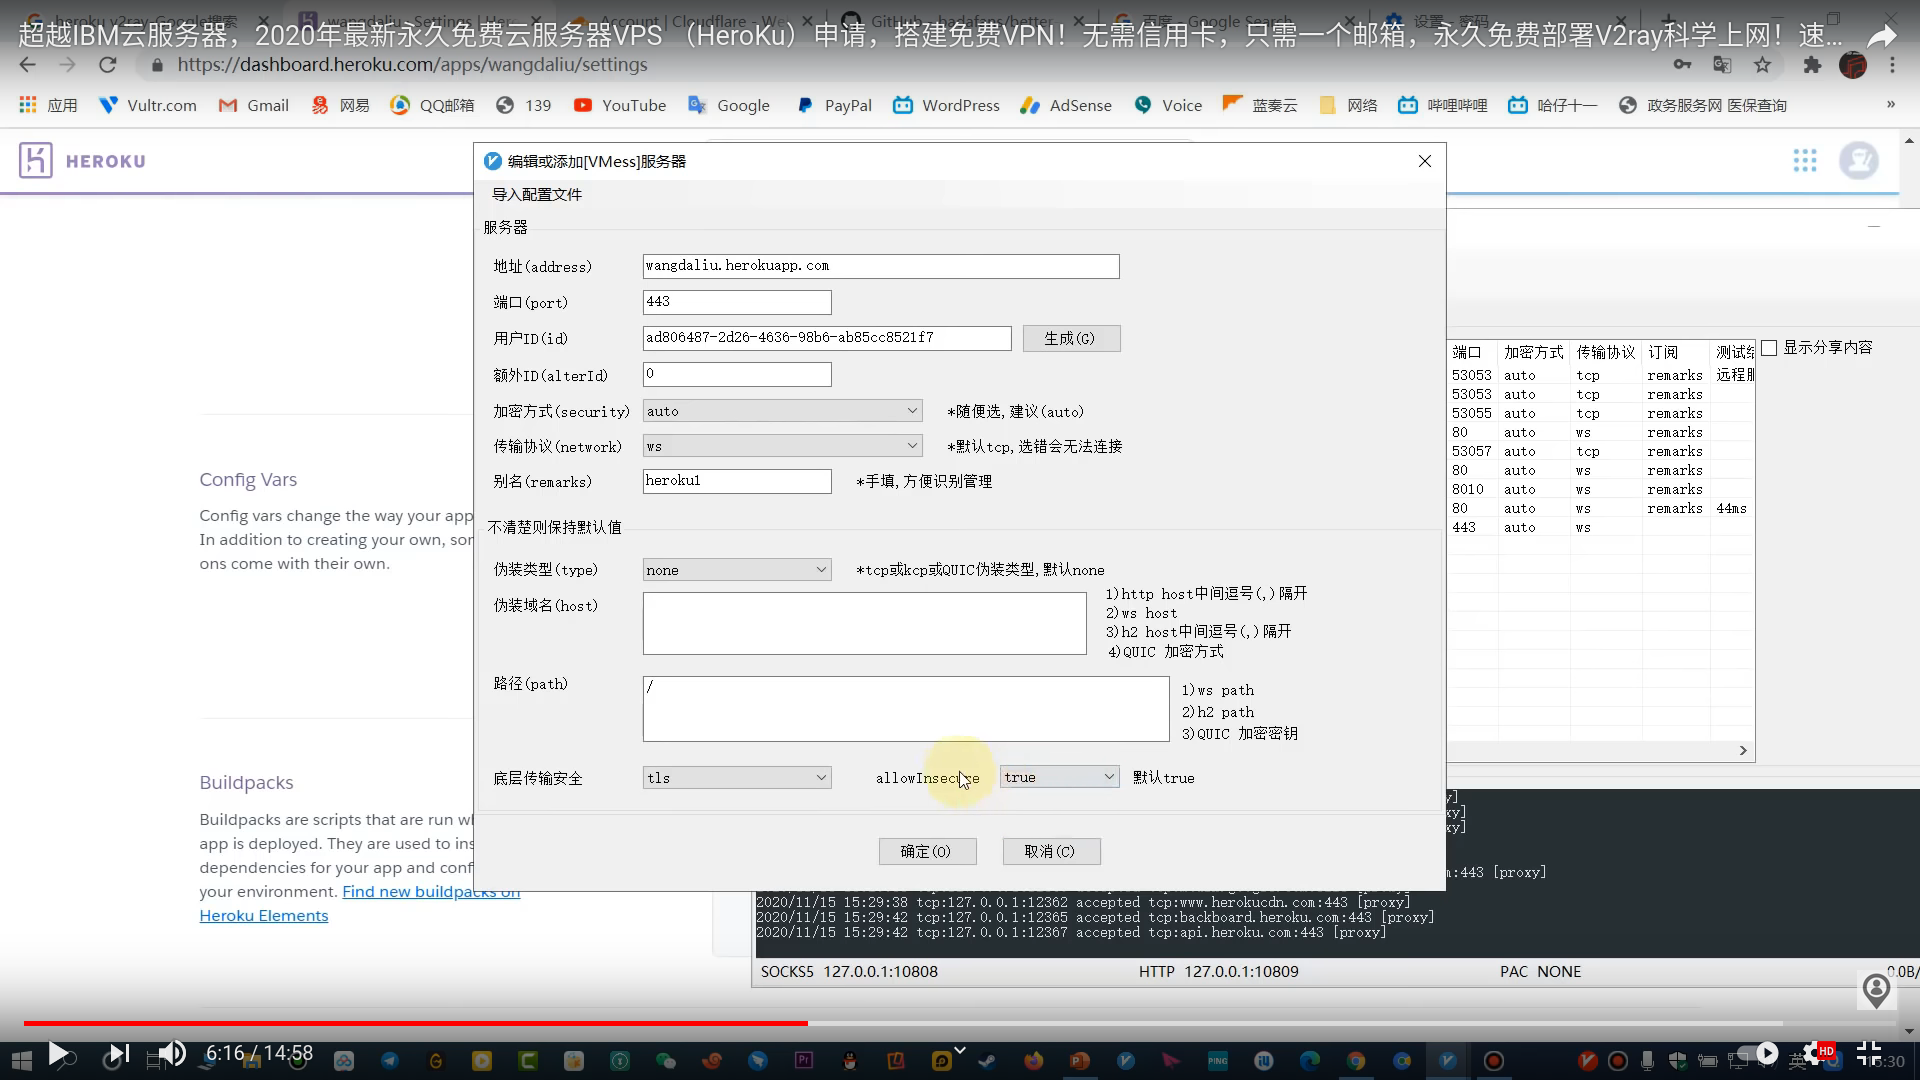 超越IBM云服务器，2020年最新永久免费云服务器VPS （HeroKu）申请，搭建免费VPN！无需信用卡，只需一个邮箱，永久免费部署V2ray科学上网！速...
https://dashboard.heroku.com/apps/wangdaliu/settings
应用 Vultr.com Gmail 网易 QQ邮箱 139 YouTube Google PayPal WordPress AdSense Voice 蓝奏云 网络 哔哩哔哩 哈仔十一 政务服务网 医保查询 »
HEROKU
编辑或添加[VMess]服务器
导入配置文件
服务器
地址(address) wangdaliu.herokuapp.com
端口(port) 443
用户ID(id) ad806487-2d26-4636-98b6-ab85cc8521f7 生成(G)
额外ID(alterId) 0
加密方式(security) auto *随便选,建议(auto)
传输协议(network) ws *默认tcp,选错会无法连接
别名(remarks) heroku1 *手填,方便识别管理
不清楚则保持默认值
伪装类型(type) none *tcp或kcp或QUIC伪装类型,默认none
伪装域名(host)
1)http host中间逗号(,)隔开
2)ws host
3)h2 host中间逗号(,)隔开
4)QUIC 加密方式
路径(path) /
1)ws path
2)h2 path
3)QUIC 加密密钥
底层传输安全 tls allowInsecure true 默认true
确定(O) 取消(C)
Config Vars
Config vars change the way your app
In addition to creating your own,
ons come with their own.
Buildpacks
Buildpacks are scripts that are run
app is deployed. They are used to
dependencies for your app and
your environment. Find new buildpacks on
Heroku Elements
端口 加密方式 传输协议 订阅 显示分享内容
53053 auto tcp remarks
53053 auto tcp remarks
53055 auto tcp remarks
80 auto ws remarks
53057 auto tcp remarks
80 auto ws remarks
8010 auto ws remarks
80 auto ws remarks 44ms
443 auto ws
:443 [proxy]
2020/11/15 15:29:38 tcp:127.0.0.1:12362 accepted tcp:www.herokucdn.com:443 [proxy]
2020/11/15 15:29:42 tcp:127.0.0.1:12365 accepted tcp:backboard.heroku.com:443 [proxy]
2020/11/15 15:29:42 tcp:127.0.0.1:12367 accepted tcp:api.heroku.com:443 [proxy]
SOCKS5 127.0.0.1:10808 HTTP 127.0.0.1:10809 PAC NONE 0.0B/
6:16 / 14:58 HD
英 15:30